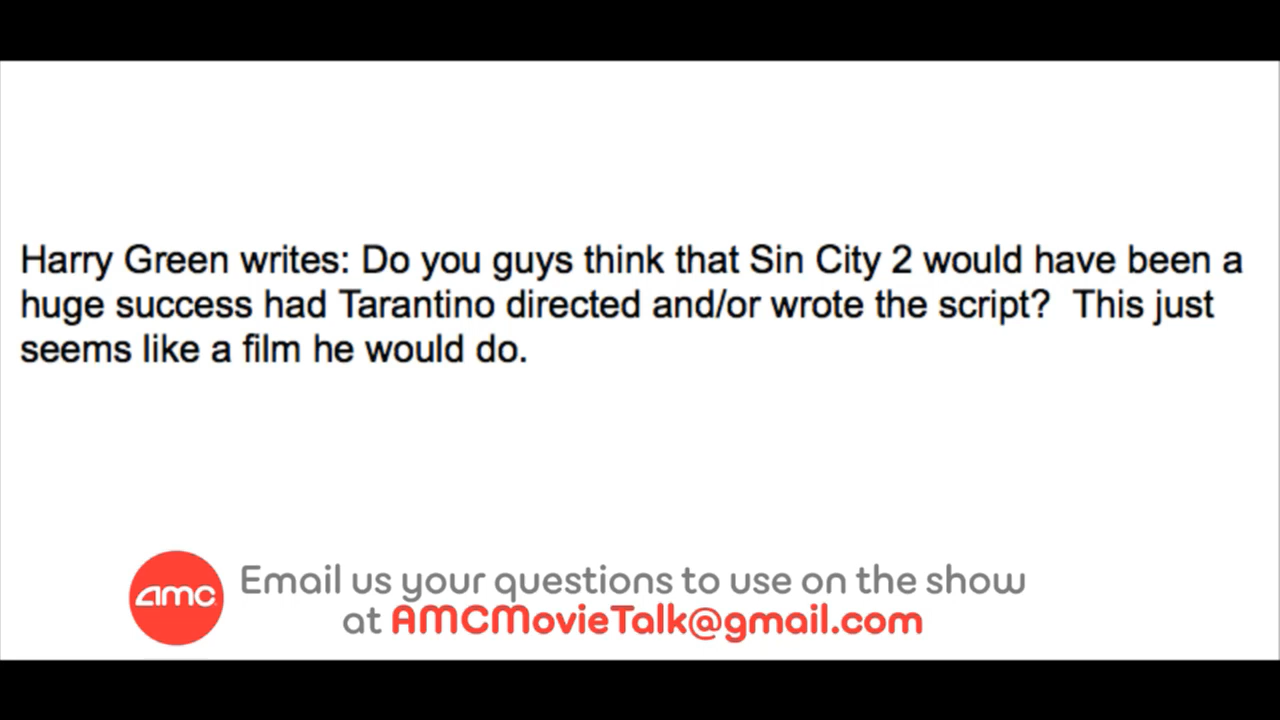 Harry Green writes: Do you guys think that Sin City 2 would have been a
huge success had Tarantino directed and/or wrote the script?  This just
seems like a film he would do.
amc
Email us your questions to use on the show
at AMCMovieTalk@gmail.com